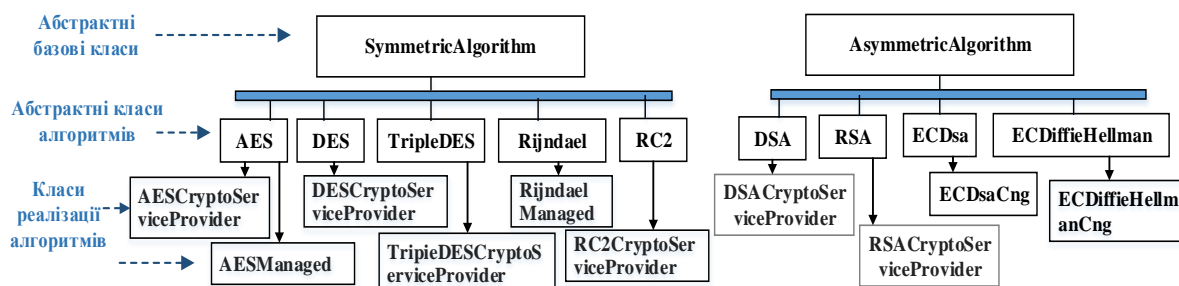 Абстрактні
базові класи
SymmetricAlgorithm
AsymmetricAlgorithm
Абстрактні класи
алгоритмів
AES
DES
TripleDES
Rijndael
RC2
DSA
RSA
ECDsa
ECDiffieHellman
Класи
реалізації
алгоритмів
AESCryptoSer
viceProvider
DESCryptoSer
viceProvider
Rijndael
Managed
DSACryptoSer
viceProvider
ECDsaCng
ECDiffieHellm
anCng
AESManaged
TripieDESCryptoS
erviceProvider
RC2CryptoSer
viceProvider
RSACryptoSer
viceProvider